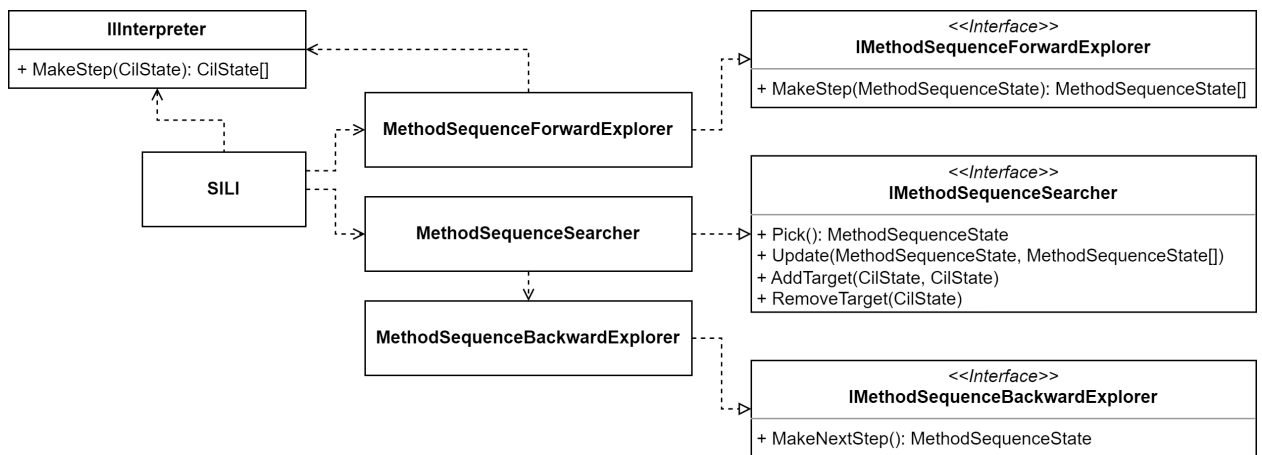 IlInterpreter
+ MakeStep(CilState): CilState[]
SILI
MethodSequenceForwardExplorer
MethodSequenceSearcher
MethodSequenceBackwardExplorer
<<Interface>>
IMethodSequenceForwardExplorer
+ MakeStep(MethodSequenceState): MethodSequenceState[]
<<Interface>>
IMethodSequenceSearcher
+ Pick(): MethodSequenceState
+ Update(MethodSequenceState, MethodSequenceState[])
+ AddTarget(CilState, CilState)
+ RemoveTarget(CilState)
<<Interface>>
IMethodSequenceBackwardExplorer
+ MakeNextStep(): MethodSequenceState